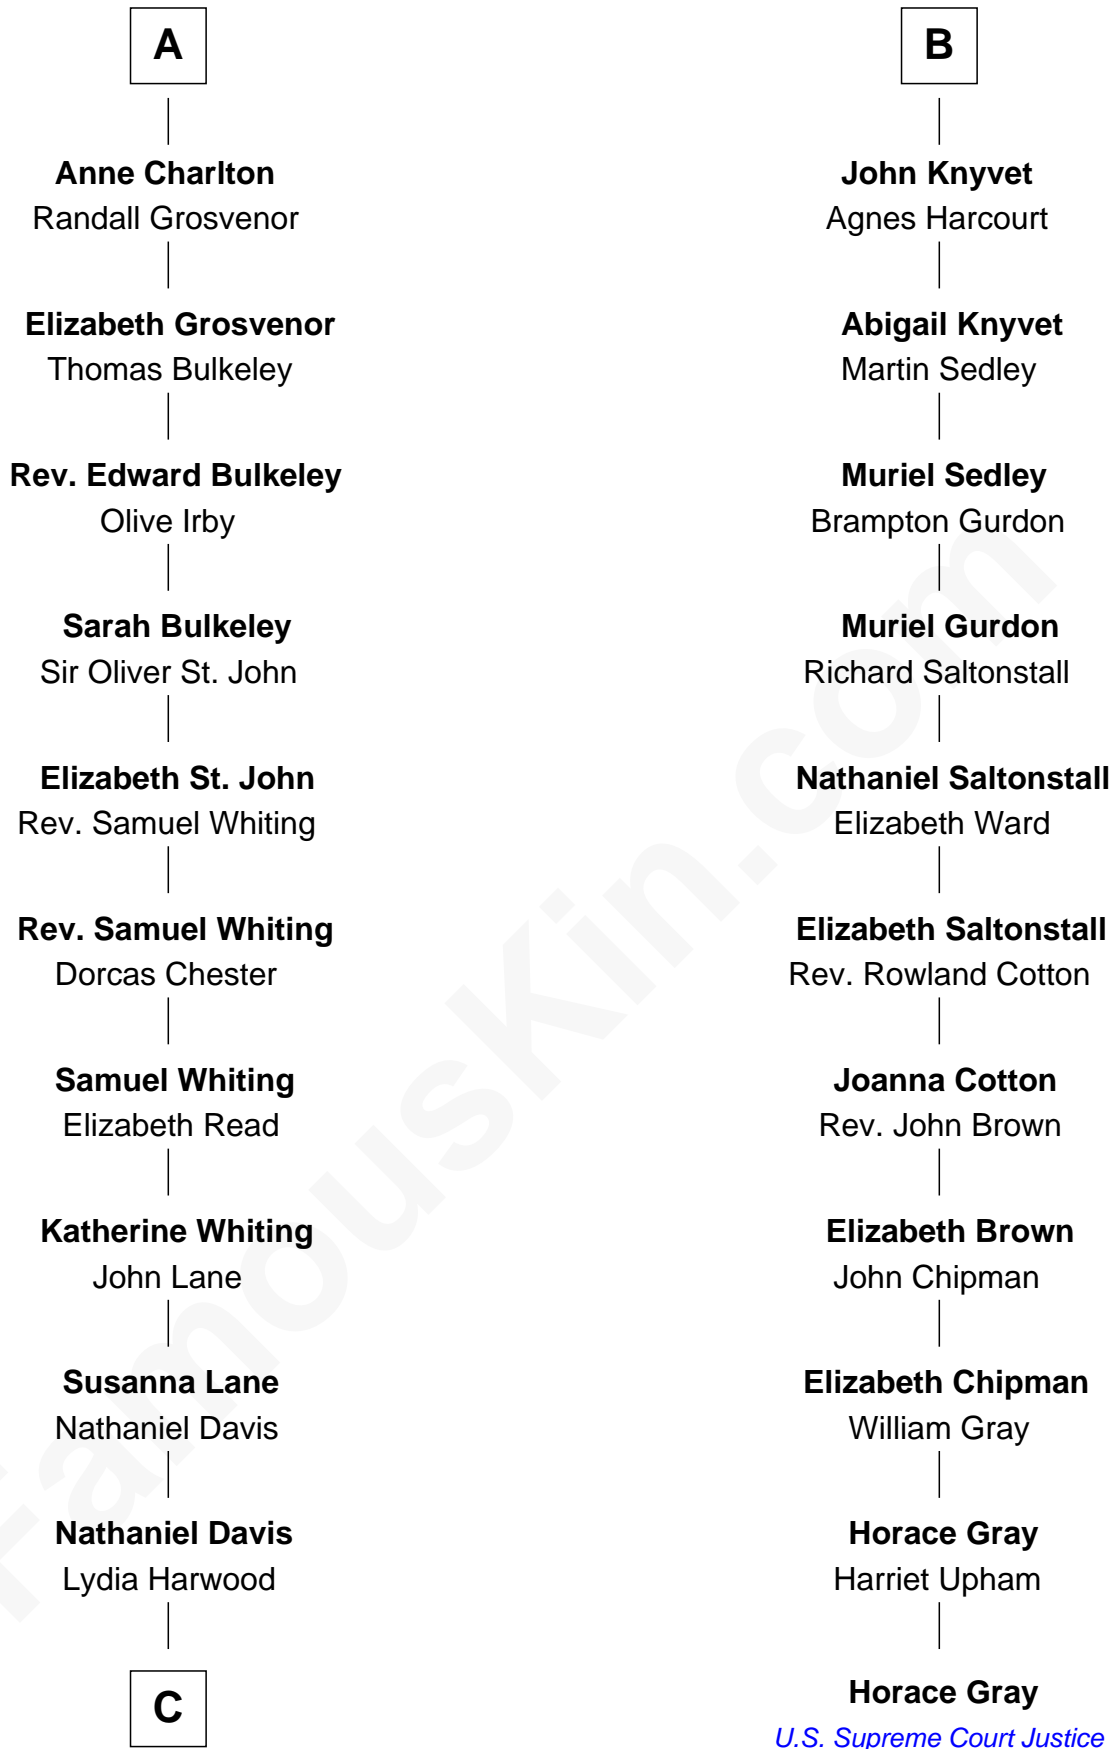 A
Anne Charlton
Randall Grosvenor
Elizabeth Grosvenor
Thomas Bulkeley
Rev. Edward Bulkeley
Olive Irby
Sarah Bulkeley
Sir Oliver St. John
Elizabeth St. John
Rev. Samuel Whiting
Rev. Samuel Whiting
Dorcas Chester
Samuel Whiting
Elizabeth Read
Katherine Whiting
John Lane
Susanna Lane
Nathaniel Davis
Nathaniel Davis
Lydia Harwood
C
B
John Knyvet
Agnes Harcourt
Abigail Knyvet
Martin Sedley
Muriel Sedley
Brampton Gurdon
Muriel Gurdon
Richard Saltonstall
Nathaniel Saltonstall
Elizabeth Ward
Elizabeth Saltonstall
Rev. Rowland Cotton
Joanna Cotton
Rev. John Brown
Elizabeth Brown
John Chipman
Elizabeth Chipman
William Gray
Horace Gray
Harriet Upham
Horace Gray
U.S. Supreme Court Justice
FamousKin.com